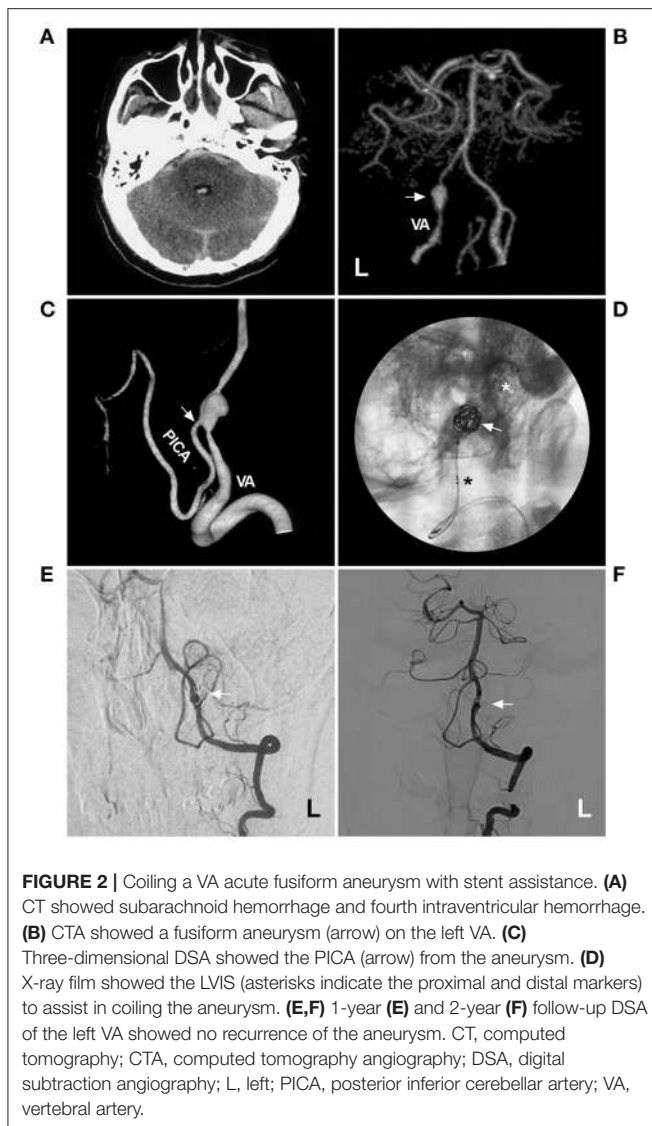 A
B
VA
L
C
D
PICA
VA
*
*
E
F
L
L
FIGURE 2 | Coiling a VA acute fusiform aneurysm with stent assistance. (A)
CT showed subarachnoid hemorrhage and fourth intraventricular hemorrhage.
(B) CTA showed a fusiform aneurysm (arrow) on the left VA. (C)
Three-dimensional DSA showed the PICA (arrow) from the aneurysm. (D)
X-ray film showed the LVIS (asterisks indicate the proximal and distal markers)
to assist in coiling the aneurysm. (E,F) 1-year (E) and 2-year (F) follow-up DSA
of the left VA showed no recurrence of the aneurysm. CT, computed
tomography; CTA, computed tomography angiography; DSA, digital
subtraction angiography; L, left; PICA, posterior inferior cerebellar artery; VA,
vertebral artery.